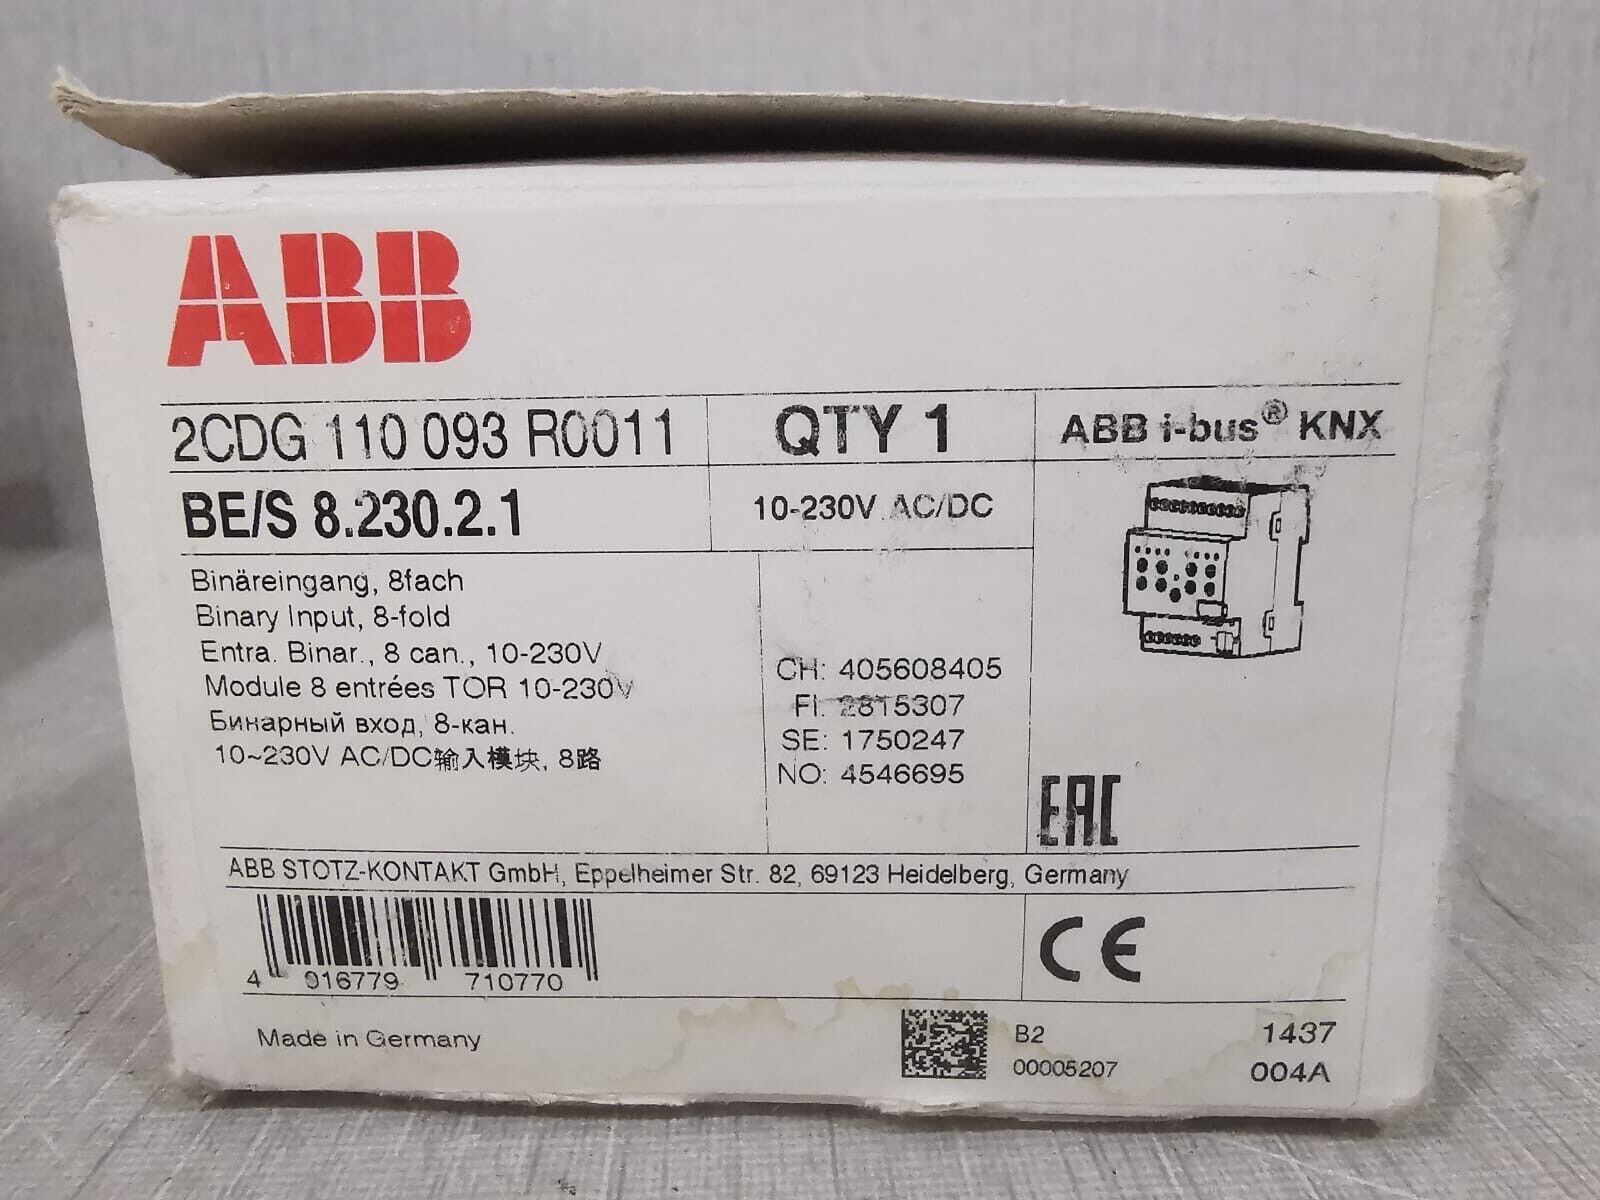 ABB
2CDG 110 093 R0011
QTY 1
ABB i-bus® KNX
BE/S 8.230.2.1
10-230V AC/DC
Binäreingang, 8fach
Binary Input, 8-fold
Entra. Binar., 8 can., 10-230V
Module 8 entrées TOR 10-230V
Бинарный вход, 8-кан.
10~230V AC/DC输入模块, 8路
CH: 405608405
FI: 2815307
SE: 1750247
NO: 4546695
EAC
ABB STOTZ-KONTAKT GmbH, Eppelheimer Str. 82, 69123 Heidelberg, Germany
4 016779 710770
CE
Made in Germany
B2
00005207
1437
004A